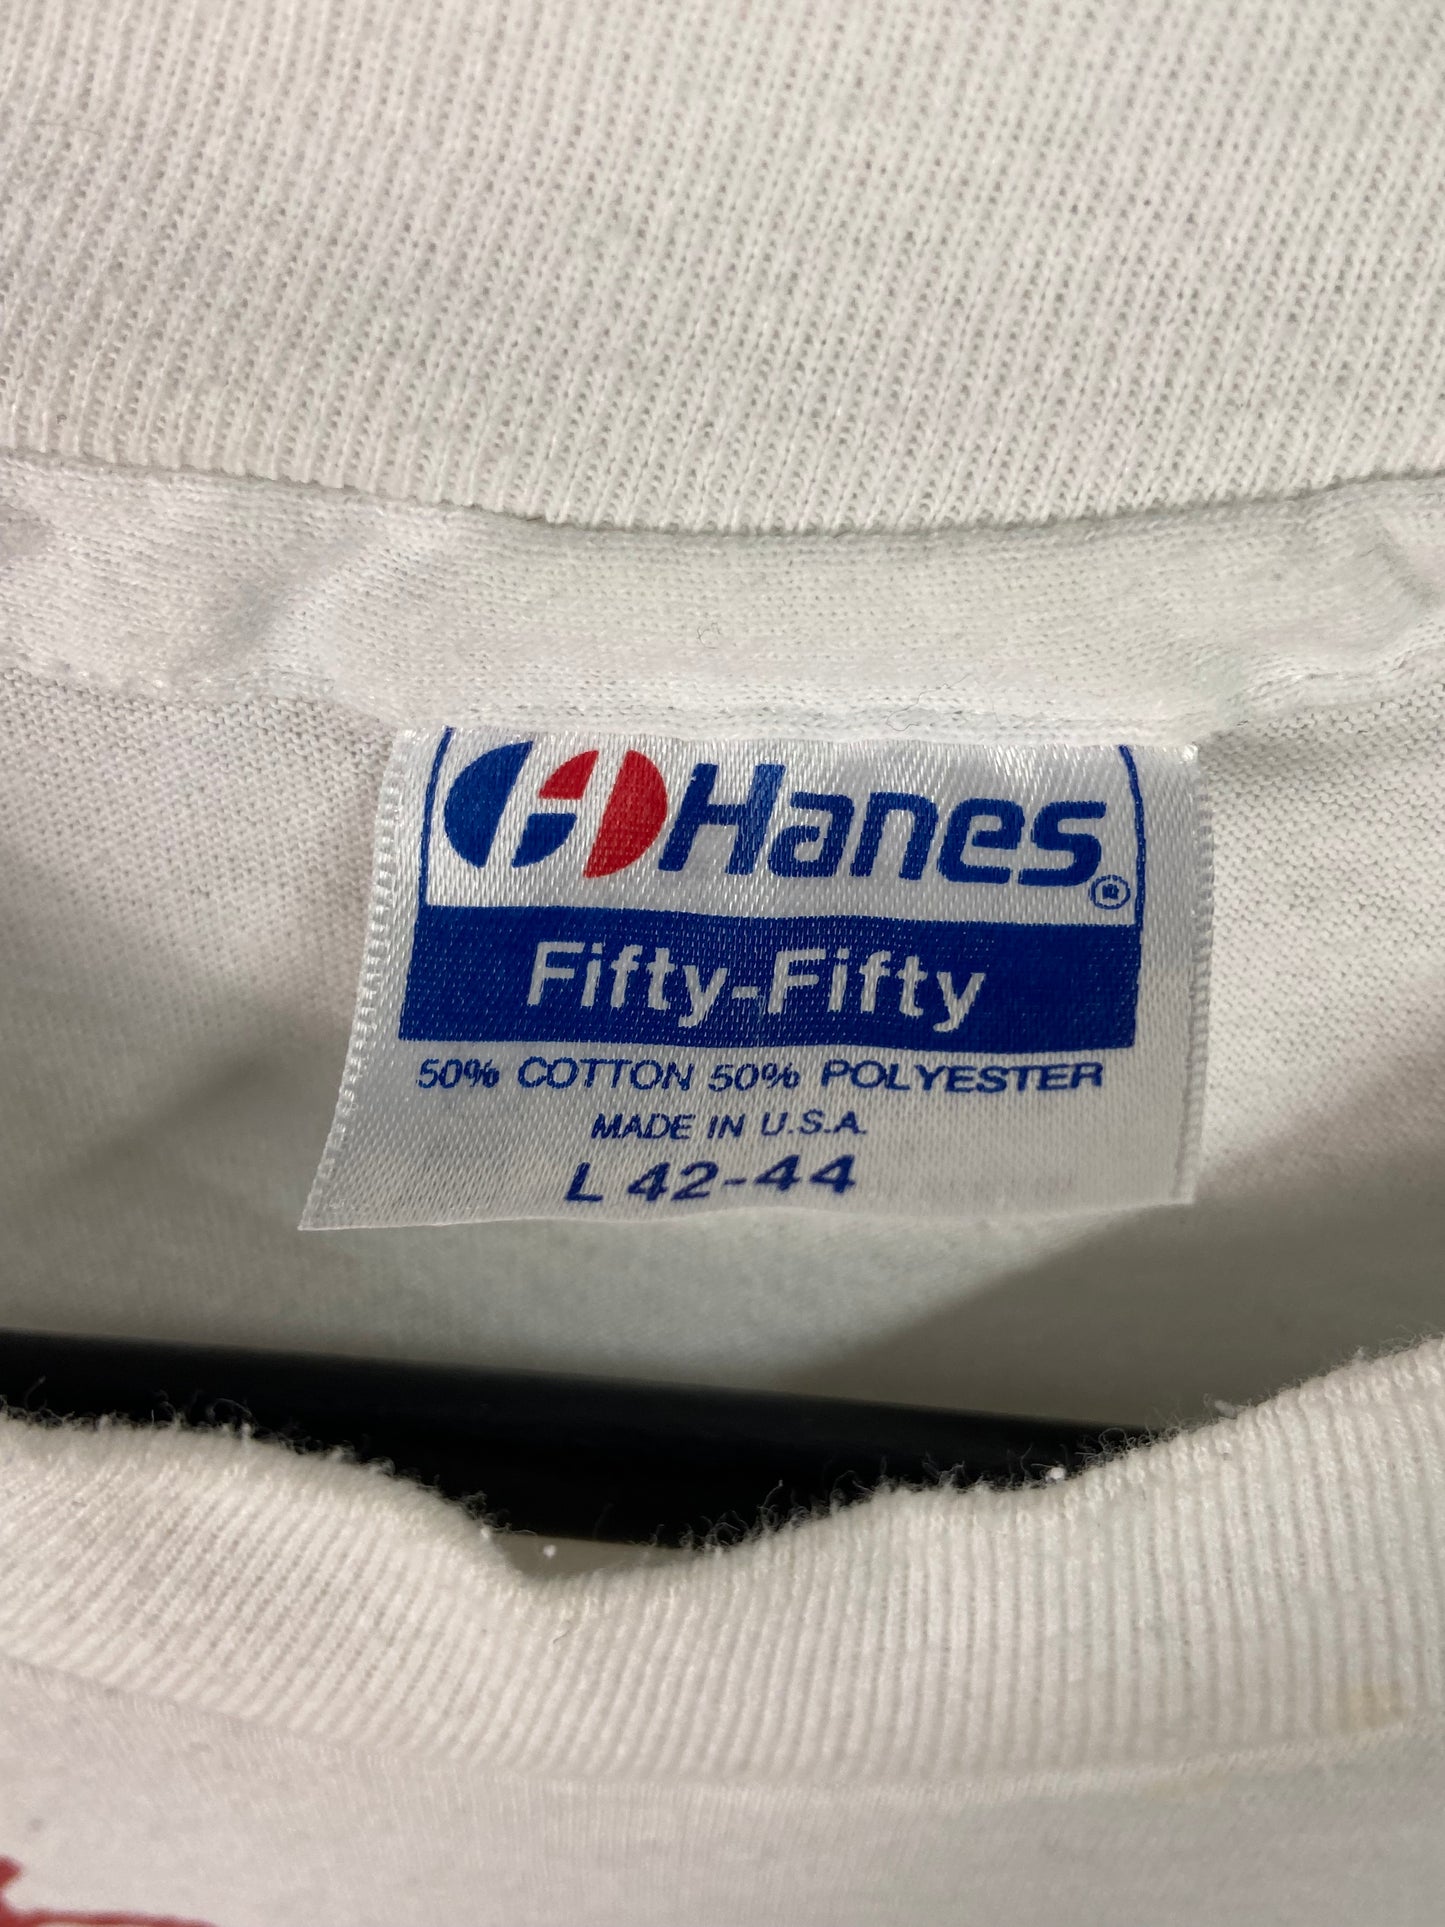 Hanes®
Fifty-Fifty
50% COTTON 50% POLYESTER
MADE IN U.S.A.
L 42-44